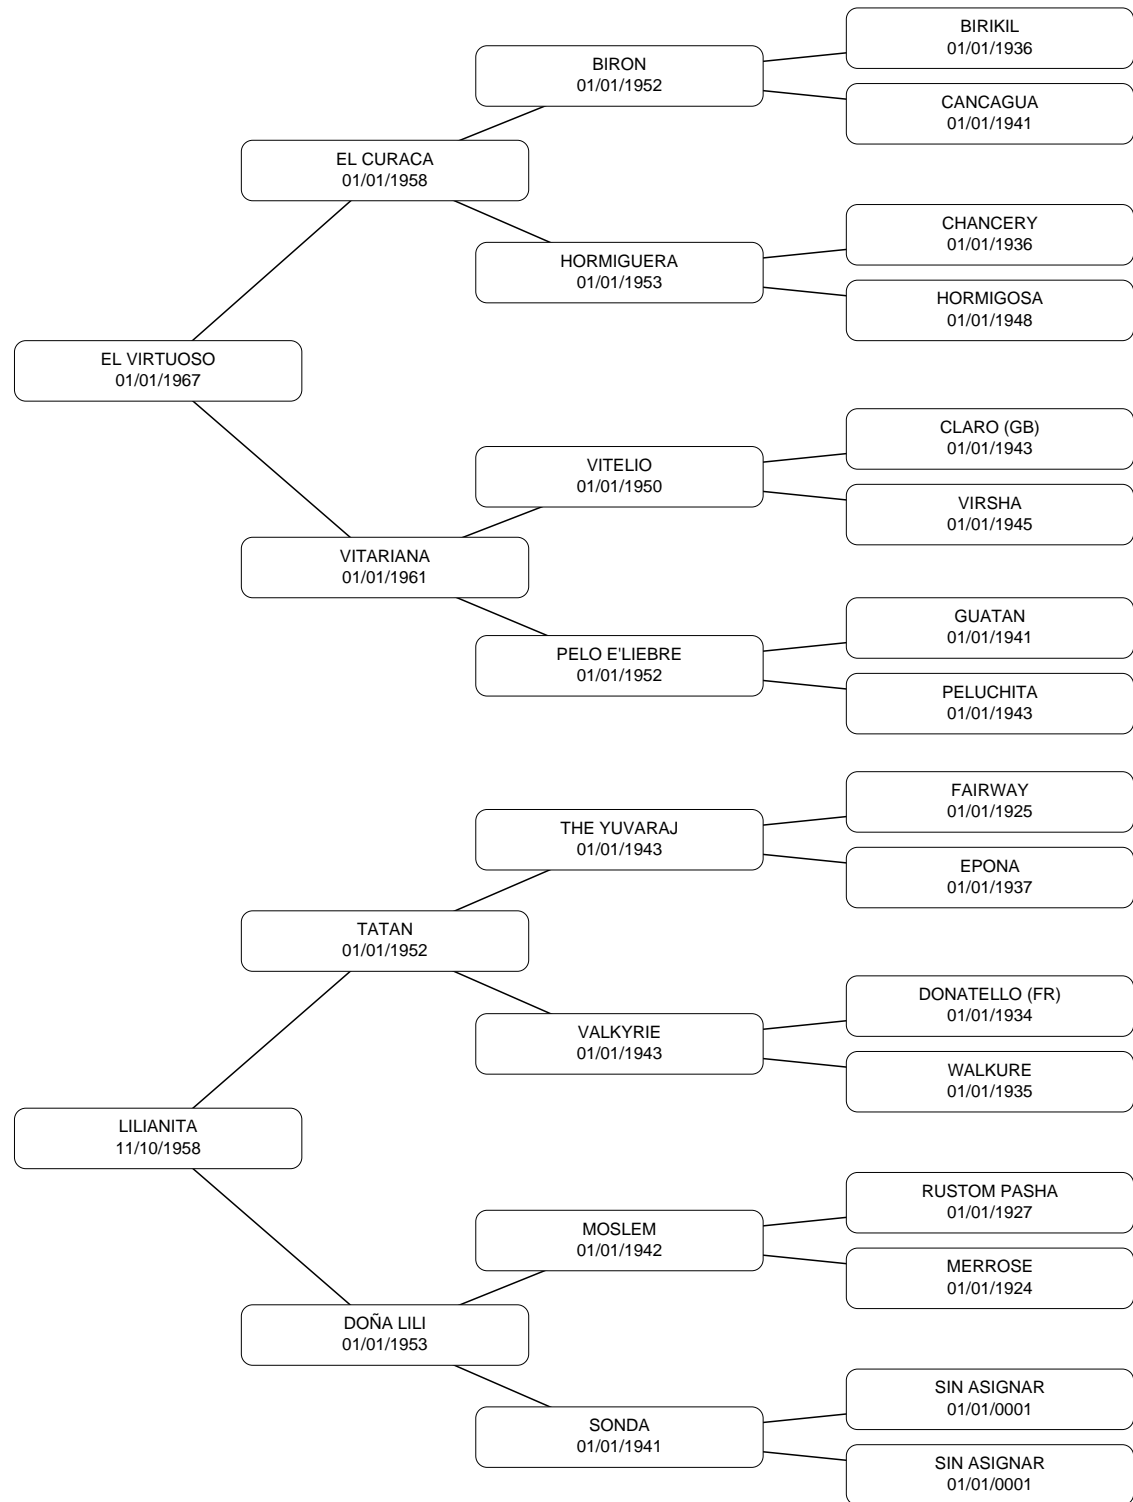 BIRIKIL
01/01/1936
BIRON
01/01/1952
CANCAGUA
01/01/1941
EL CURACA
01/01/1958
CHANCERY
01/01/1936
HORMIGUERA
01/01/1953
HORMIGOSA
01/01/1948
EL VIRTUOSO
01/01/1967
CLARO (GB)
01/01/1943
VITELIO
01/01/1950
VIRSHA
01/01/1945
VITARIANA
01/01/1961
GUATAN
01/01/1941
PELO E'LIEBRE
01/01/1952
PELUCHITA
01/01/1943
FAIRWAY
01/01/1925
THE YUVARAJ
01/01/1943
EPONA
01/01/1937
TATAN
01/01/1952
DONATELLO (FR)
01/01/1934
VALKYRIE
01/01/1943
WALKURE
01/01/1935
LILIANITA
11/10/1958
RUSTOM PASHA
01/01/1927
MOSLEM
01/01/1942
MERROSE
01/01/1924
DOÑA LILI
01/01/1953
SIN ASIGNAR
01/01/0001
SONDA
01/01/1941
SIN ASIGNAR
01/01/0001